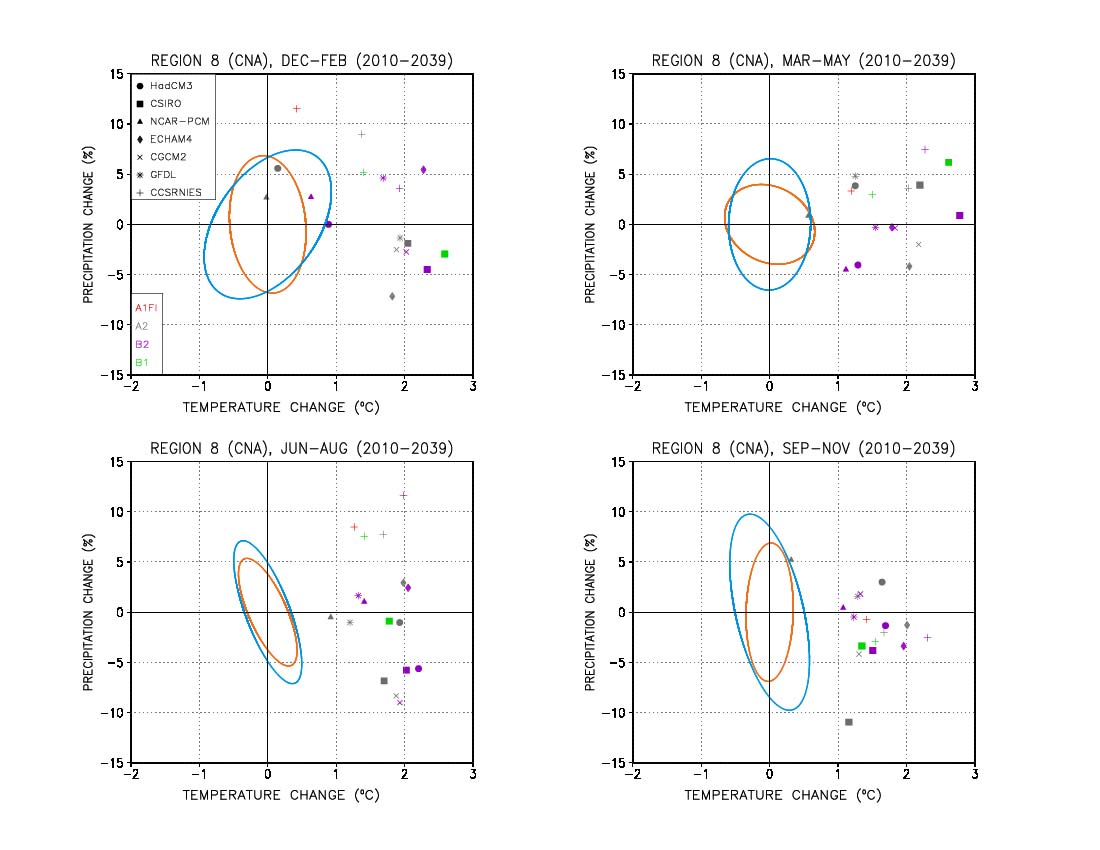 REGION 8 (CNA), DEC-FEB (2010-2039)
15
10
5
0
-5
-10
-15
PRECIPITATION CHANGE (%)
HadCM3
CSIRO
NCAR-PCM
ECHAM4
CGCM2
GFDL
CCSRNIES
A1FI
A2
B2
B1
-2 -1 0 1 2 3
TEMPERATURE CHANGE (°C)
REGION 8 (CNA), MAR-MAY (2010-2039)
15
10
5
0
-5
-10
-15
PRECIPITATION CHANGE (%)
-2 -1 0 1 2 3
TEMPERATURE CHANGE (°C)
REGION 8 (CNA), JUN-AUG (2010-2039)
15
10
5
0
-5
-10
-15
PRECIPITATION CHANGE (%)
-2 -1 0 1 2 3
TEMPERATURE CHANGE (°C)
REGION 8 (CNA), SEP-NOV (2010-2039)
15
10
5
0
-5
-10
-15
PRECIPITATION CHANGE (%)
-2 -1 0 1 2 3
TEMPERATURE CHANGE (°C)